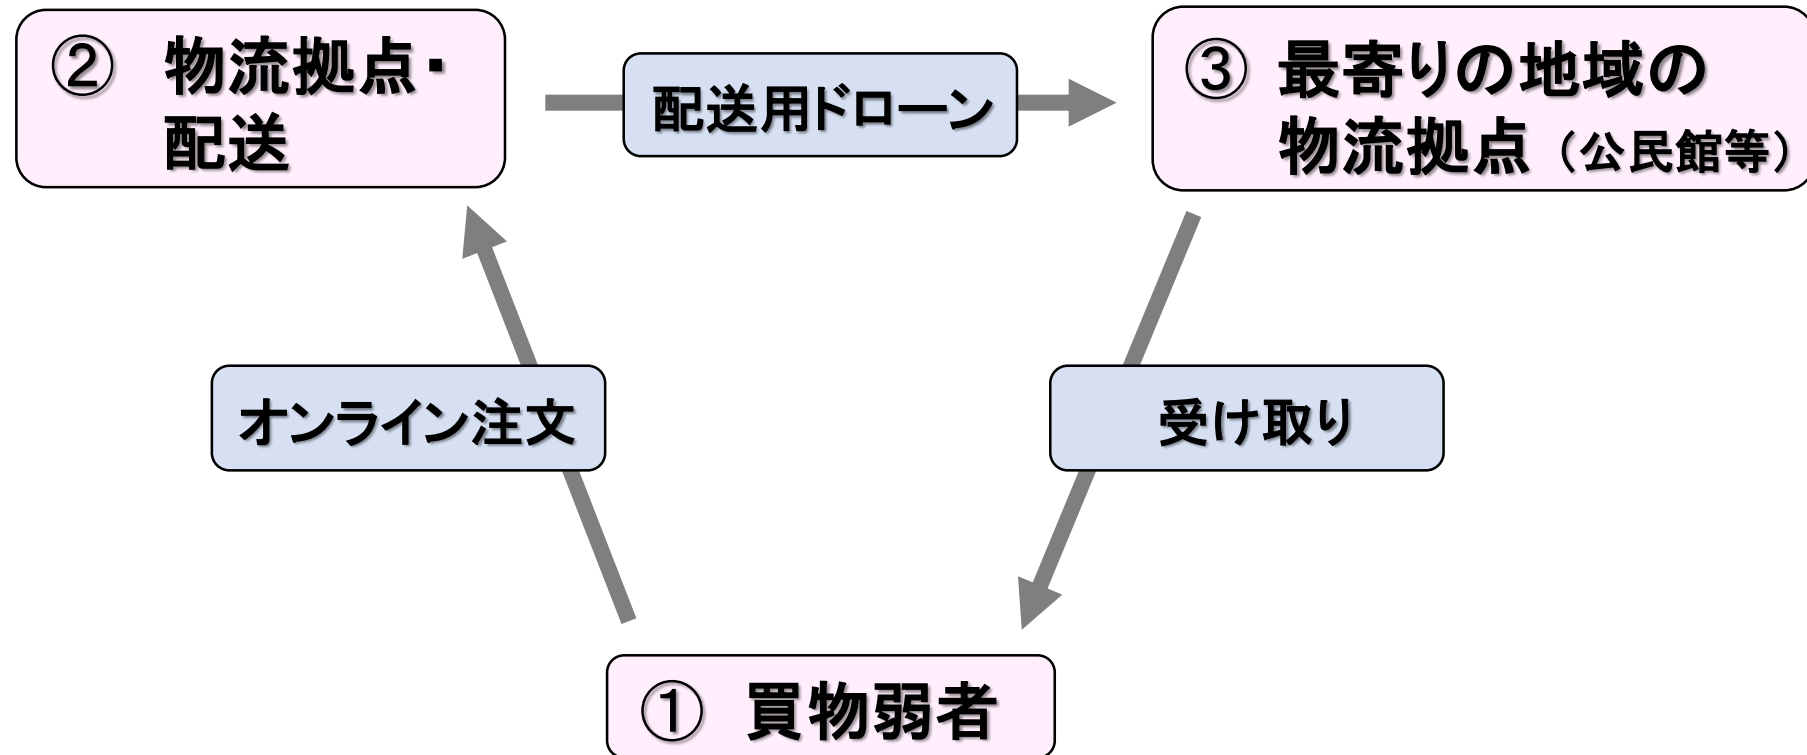 ② 物流拠点・
配送
配送用ドローン
③ 最寄りの地域の
物流拠点（公民館等）
オンライン注文
受け取り
① 買物弱者